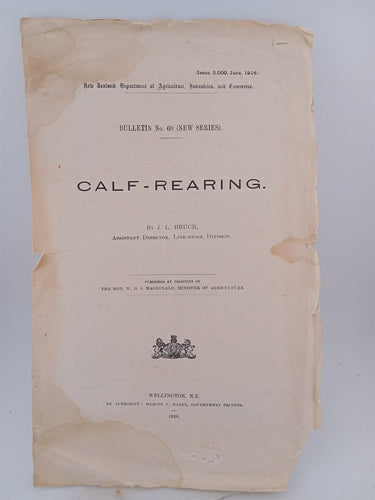 1-
(Issue, 3,000, June, 1916.)
New Zealand Department of Agriculture, Industries, and Commerce.
BULLETIN No. 60 (NEW SERIES).
CALF-REARING.
By J. L. BRUCE,
Assistant Director, Live-stock Division.
PUBLISHED BY DIRECTION OF
THE HON. W. D. S. MACDONALD, MINISTER OF AGRICULTURE.
WELLINGTON, N.Z.
BY AUTHORITY: MARCUS F. MARKS, GOVERNMENT PRINTER.
1916.